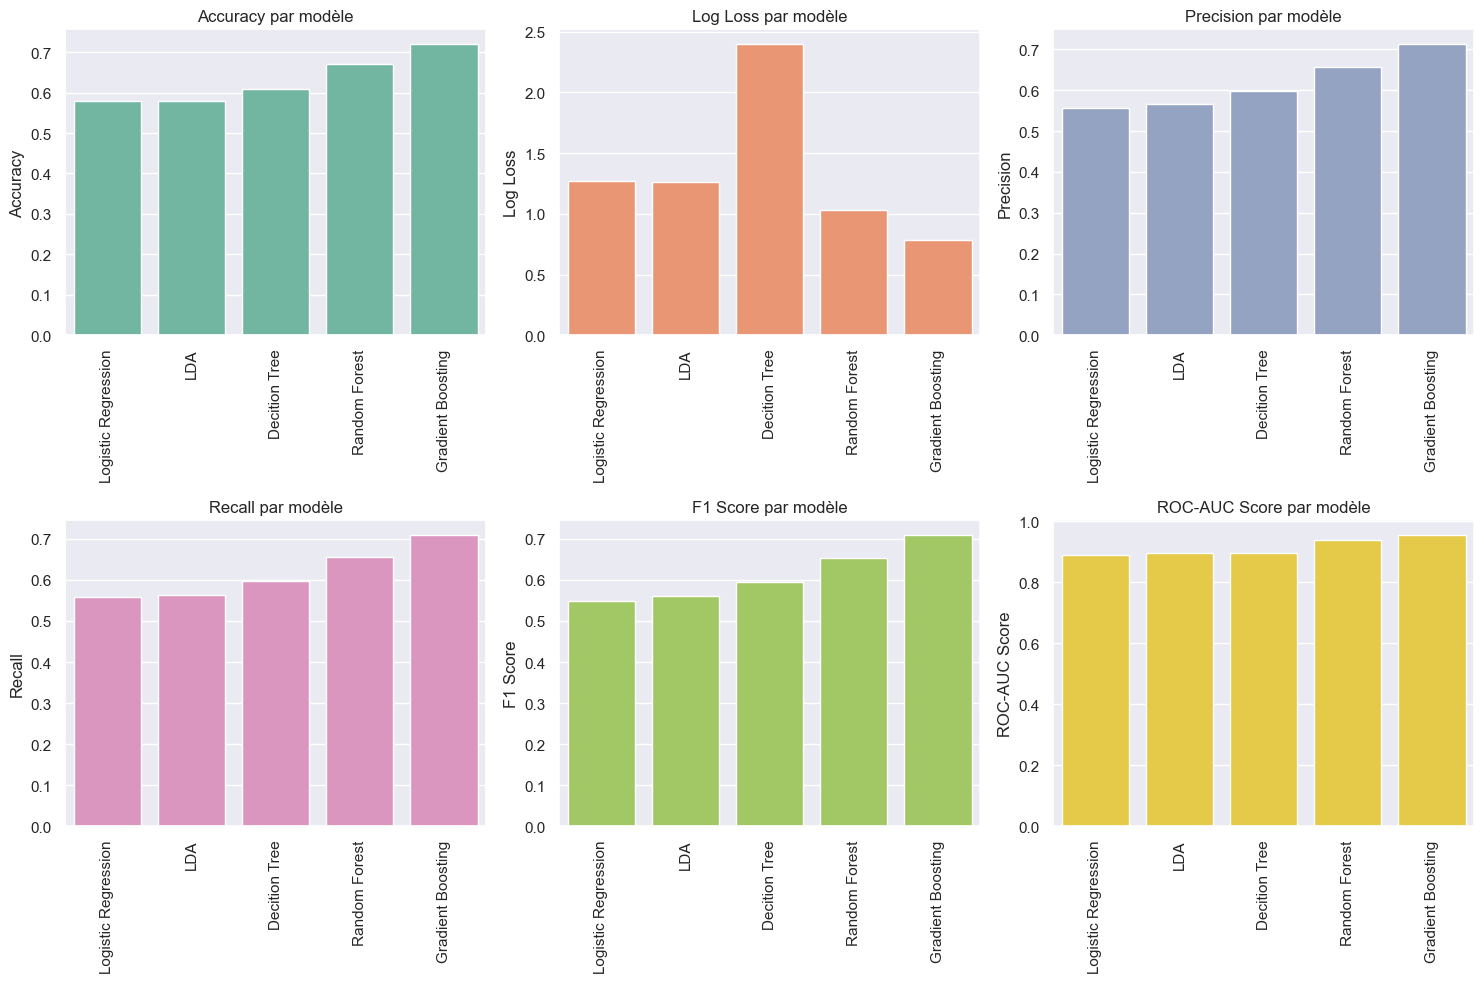 Accuracy par modèle
0.7
0.6
0.5
0.4
0.3
0.2
0.1
0.0
Accuracy
Logistic Regression
LDA
Decition Tree
Random Forest
Gradient Boosting
Log Loss par modèle
2.5
2.0
1.5
1.0
0.5
0.0
Log Loss
Logistic Regression
LDA
Decition Tree
Random Forest
Gradient Boosting
Precision par modèle
0.7
0.6
0.5
0.4
0.3
0.2
0.1
0.0
Precision
Logistic Regression
LDA
Decition Tree
Random Forest
Gradient Boosting
Recall par modèle
0.7
0.6
0.5
0.4
0.3
0.2
0.1
0.0
Recall
Logistic Regression
LDA
Decition Tree
Random Forest
Gradient Boosting
F1 Score par modèle
0.7
0.6
0.5
0.4
0.3
0.2
0.1
0.0
F1 Score
Logistic Regression
LDA
Decition Tree
Random Forest
Gradient Boosting
ROC-AUC Score par modèle
1.0
0.8
0.6
0.4
0.2
0.0
ROC-AUC Score
Logistic Regression
LDA
Decition Tree
Random Forest
Gradient Boosting